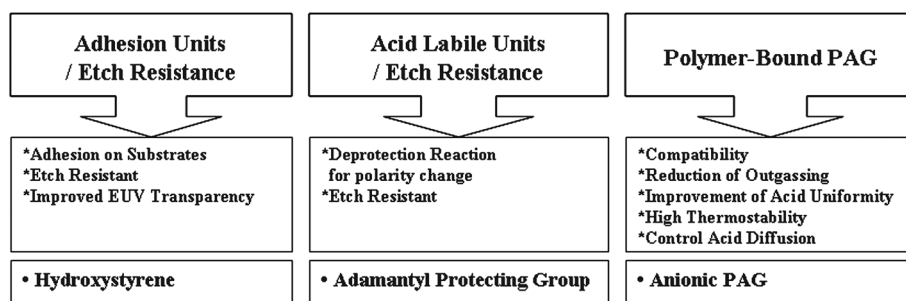 Adhesion Units
/ Etch Resistance
Acid Labile Units
/ Etch Resistance
Polymer-Bound PAG
*Adhesion on Substrates
*Etch Resistant
*Improved EUV Transparency
*Deprotection Reaction
for polarity change
*Etch Resistant
*Compatibility
*Reduction of Outgassing
*Improvement of Acid Uniformity
*High Thermostability
*Control Acid Diffusion
• Hydroxystyrene
• Adamantyl Protecting Group
• Anionic PAG